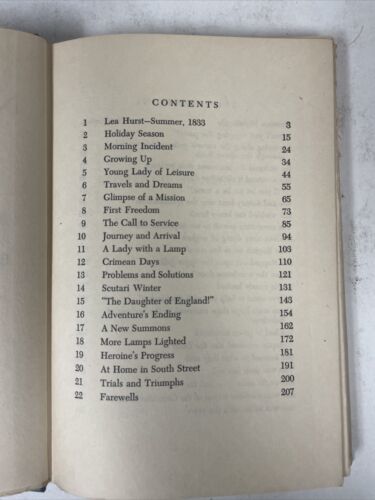 CONTENTS
1 Lea Hurst—Summer, 1833 3
2 Holiday Season 15
3 Morning Incident 24
4 Growing Up 34
5 Young Lady of Leisure 44
6 Travels and Dreams 55
7 Glimpse of a Mission 65
8 First Freedom 73
9 The Call to Service 85
10 Journey and Arrival 94
11 A Lady with a Lamp 103
12 Crimean Days 110
13 Problems and Solutions 121
14 Scutari Winter 131
15 "The Daughter of England!" 143
16 Adventure's Ending 154
17 A New Summons 162
18 More Lamps Lighted 172
19 Heroine's Progress 181
20 At Home in South Street 191
21 Trials and Triumphs 200
22 Farewells 207